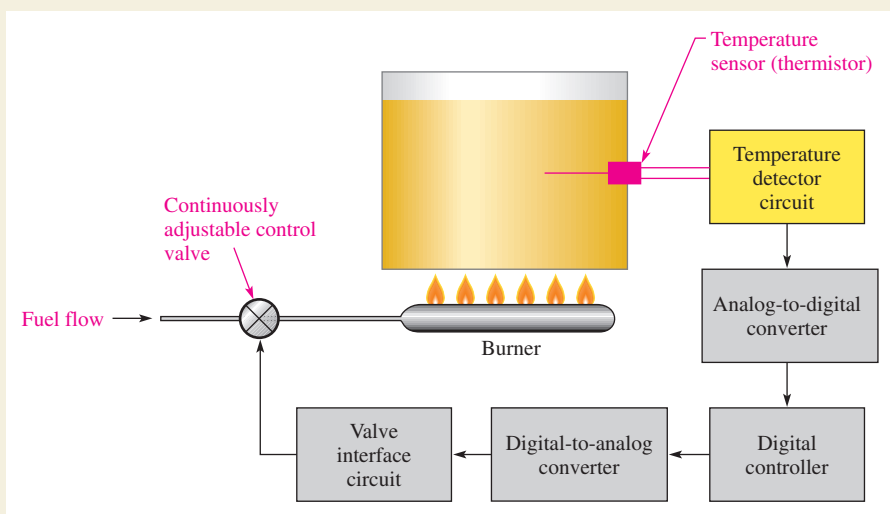 Temperature
sensor (thermistor)
Temperature
detector
circuit
Continuously
adjustable control
valve
Fuel flow
Burner
Analog-to-digital
converter
Valve
interface
circuit
Digital-to-analog
converter
Digital
controller